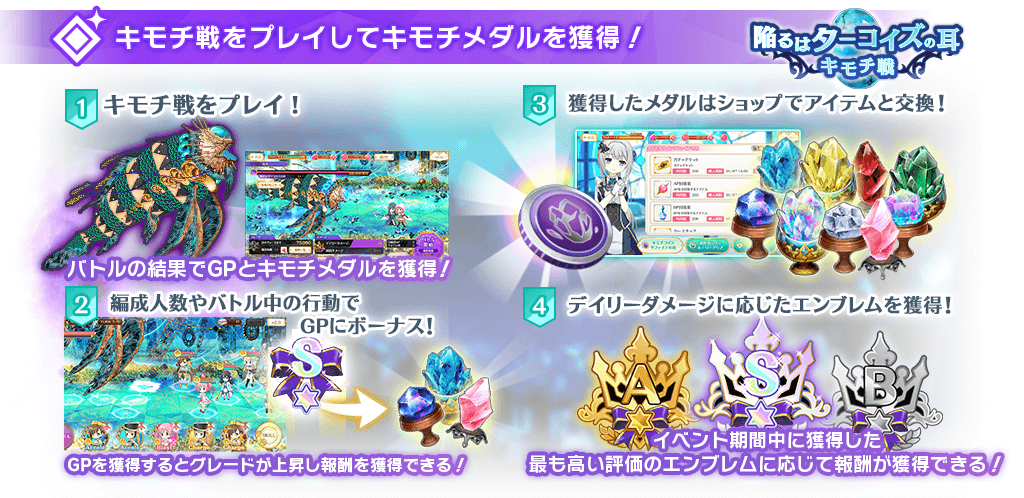 キモチ戦をプレイしてキモチメダルを獲得！
陥るはターコイズの耳
キモチ戦
1 キモチ戦をプレイ！
バトルの結果でGPとキモチメダルを獲得！
2 編成人数やバトル中の行動で
GPにボーナス！
S
GPを獲得するとグレードが上昇し報酬を獲得できる！
3 獲得したメダルはショップでアイテムと交換！
4 デイリーダメージに応じたエンブレムを獲得！
A
S
B
イベント期間中に獲得した
最も高い評価のエンブレムに応じて報酬が獲得できる！